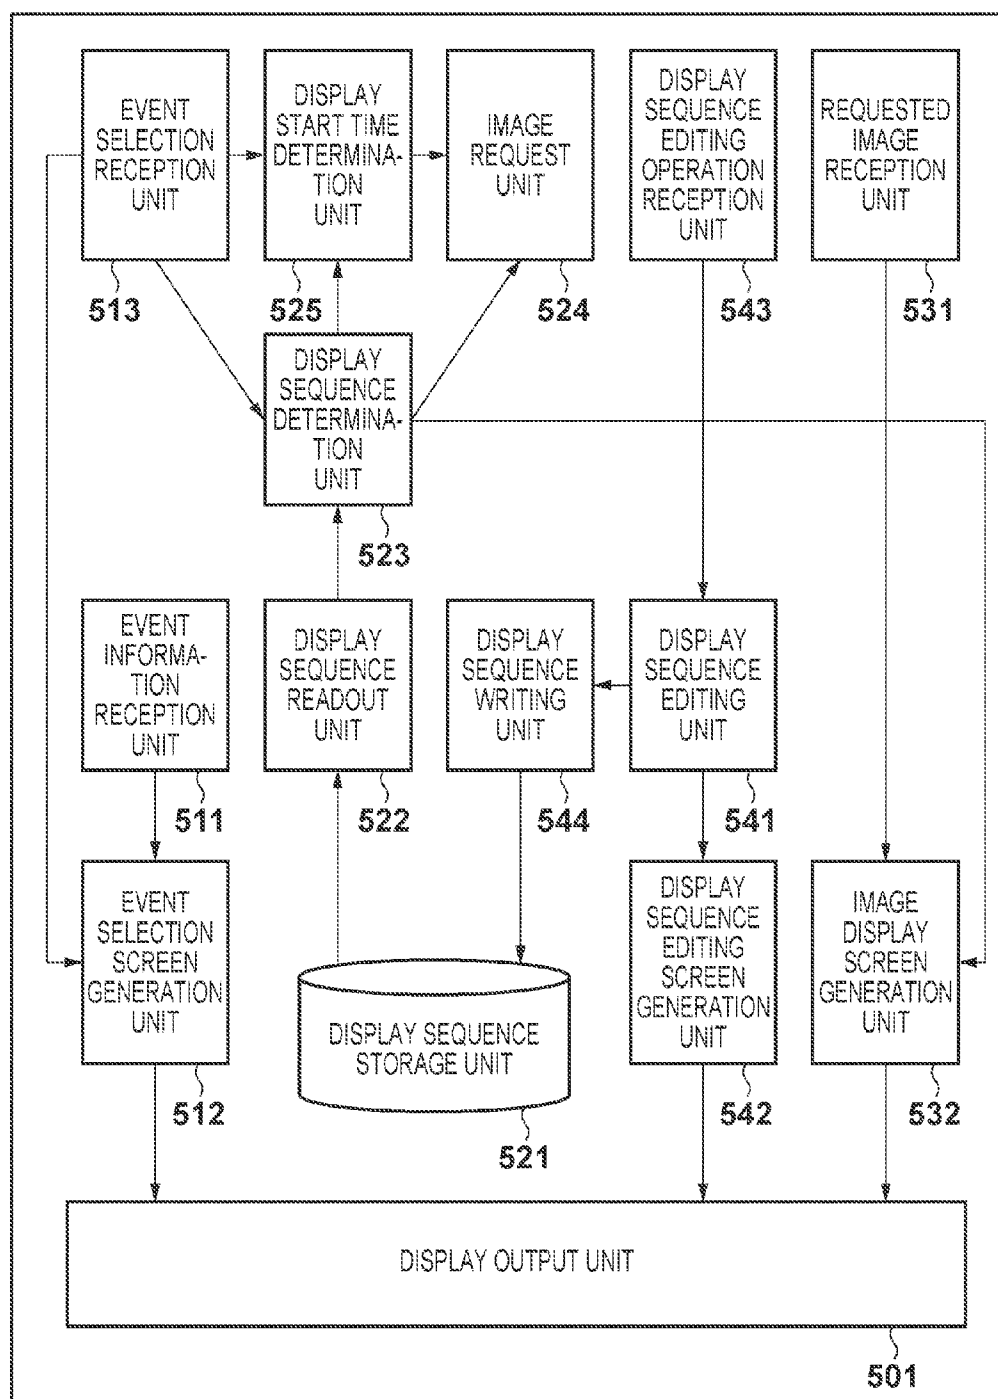 EVENT
SELECTION
RECEPTION
UNIT
513
DISPLAY
START TIME
DETERMINA-
TION
UNIT
525
IMAGE
REQUEST
UNIT
524
DISPLAY
SEQUENCE
EDITING
OPERATION
RECEPTION
UNIT
543
REQUESTED
IMAGE
RECEPTION
UNIT
531
DISPLAY
SEQUENCE
DETERMINA-
TION
UNIT
523
EVENT
INFORMA-
TION
RECEPTION
UNIT
511
DISPLAY
SEQUENCE
READOUT
UNIT
522
DISPLAY
SEQUENCE
WRITING
UNIT
544
DISPLAY
SEQUENCE
EDITING
UNIT
541
EVENT
SELECTION
SCREEN
GENERATION
UNIT
512
DISPLAY SEQUENCE
STORAGE UNIT
521
DISPLAY
SEQUENCE
EDITING
SCREEN
GENERATION
UNIT
542
IMAGE
DISPLAY
SCREEN
GENERATION
UNIT
532
DISPLAY OUTPUT UNIT
501